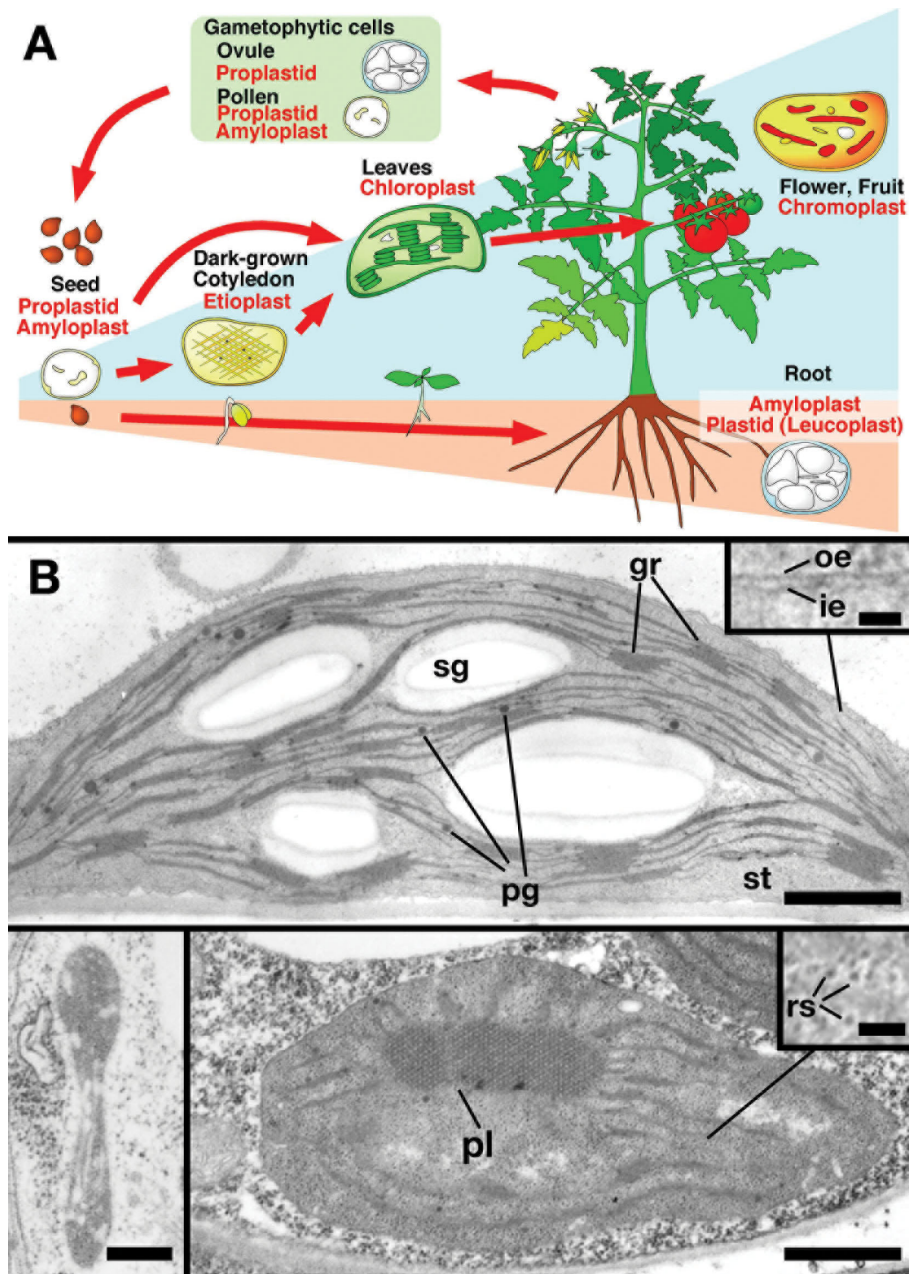 A
Gametophytic cells
Ovule
Proplastid
Pollen
Proplastid
Amyloplast
Leaves
Chloroplast
Flower, Fruit
Chromoplast
Dark-grown
Cotyledon
Etioplast
Seed
Proplastid
Amyloplast
Root
Amyloplast
Plastid (Leucoplast)
B
gr
oe
ie
sg
pg
st
rs
pl